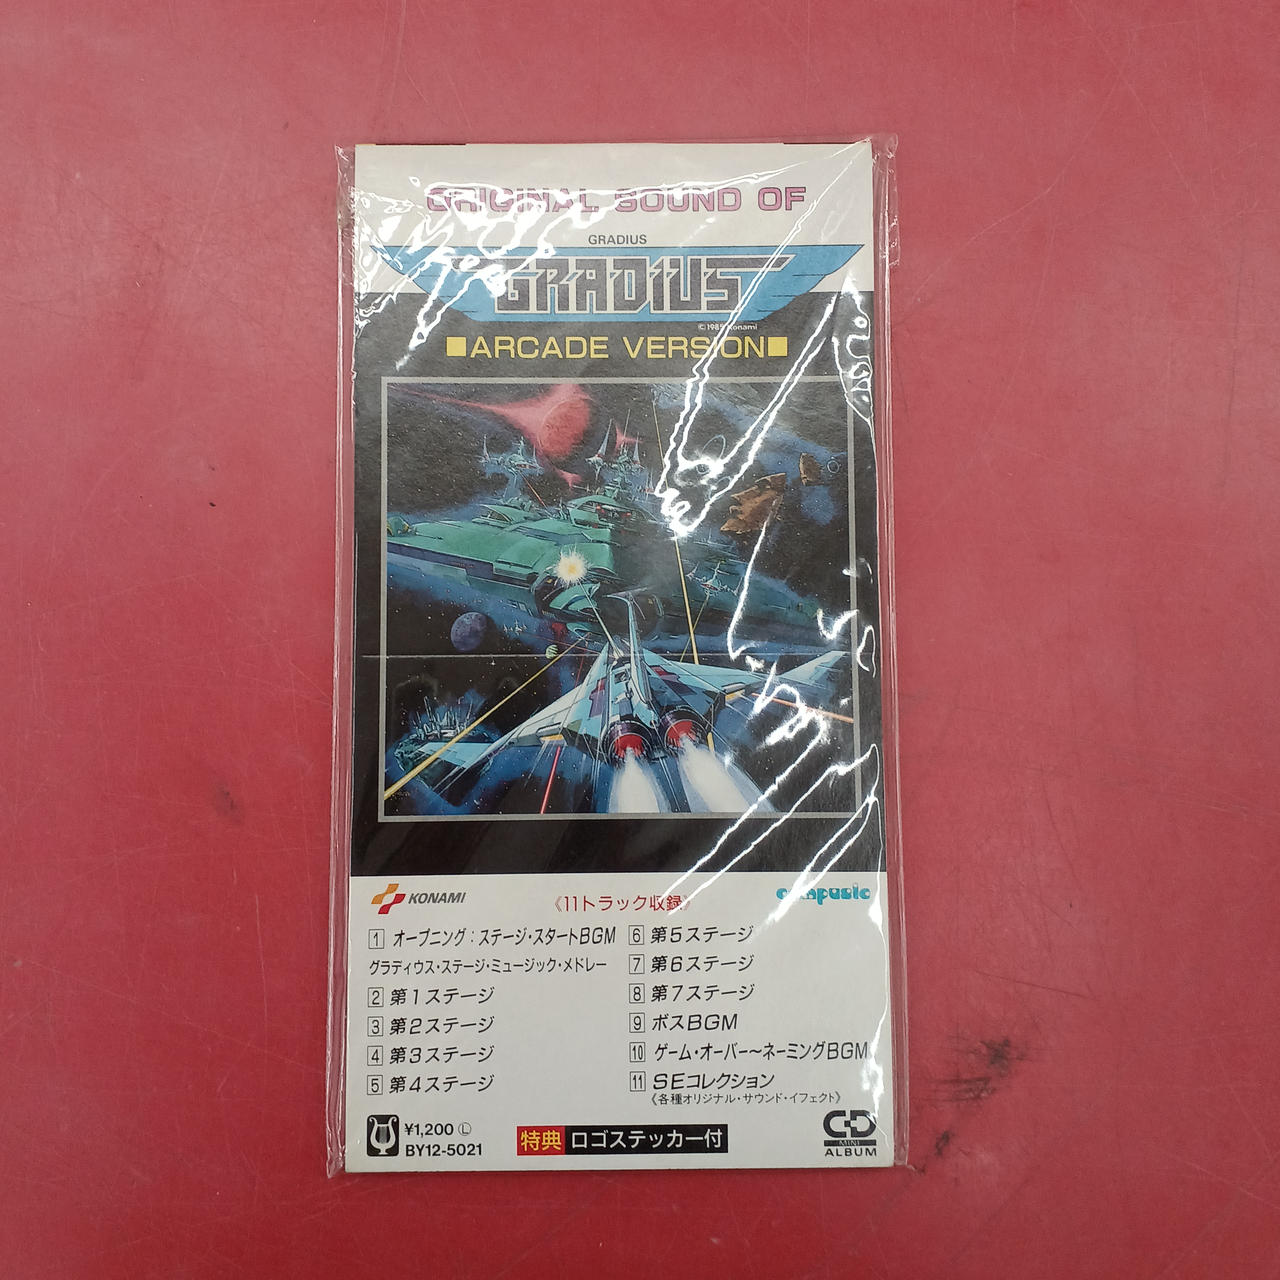 ORIGINAL SOUND OF
GRADIUS
GRADIUS
©1985 Konami
■ARCADE VERSION■
KONAMI
《11トラック収録》
compusic
1 オープニング:ステージ・スタートBGM
グラディウス・ステージ・ミュージック・メドレー
2 第1ステージ
3 第2ステージ
4 第3ステージ
5 第4ステージ
6 第5ステージ
7 第6ステージ
8 第7ステージ
9 ボスBGM
10 ゲーム・オーバー〜ネーミングBGM
11 SEコレクション
《各種オリジナル・サウンド・イフェクト》
¥1,200 Ⓛ
BY12-5021
特典 ロゴステッカー付
CD
MINI
ALBUM